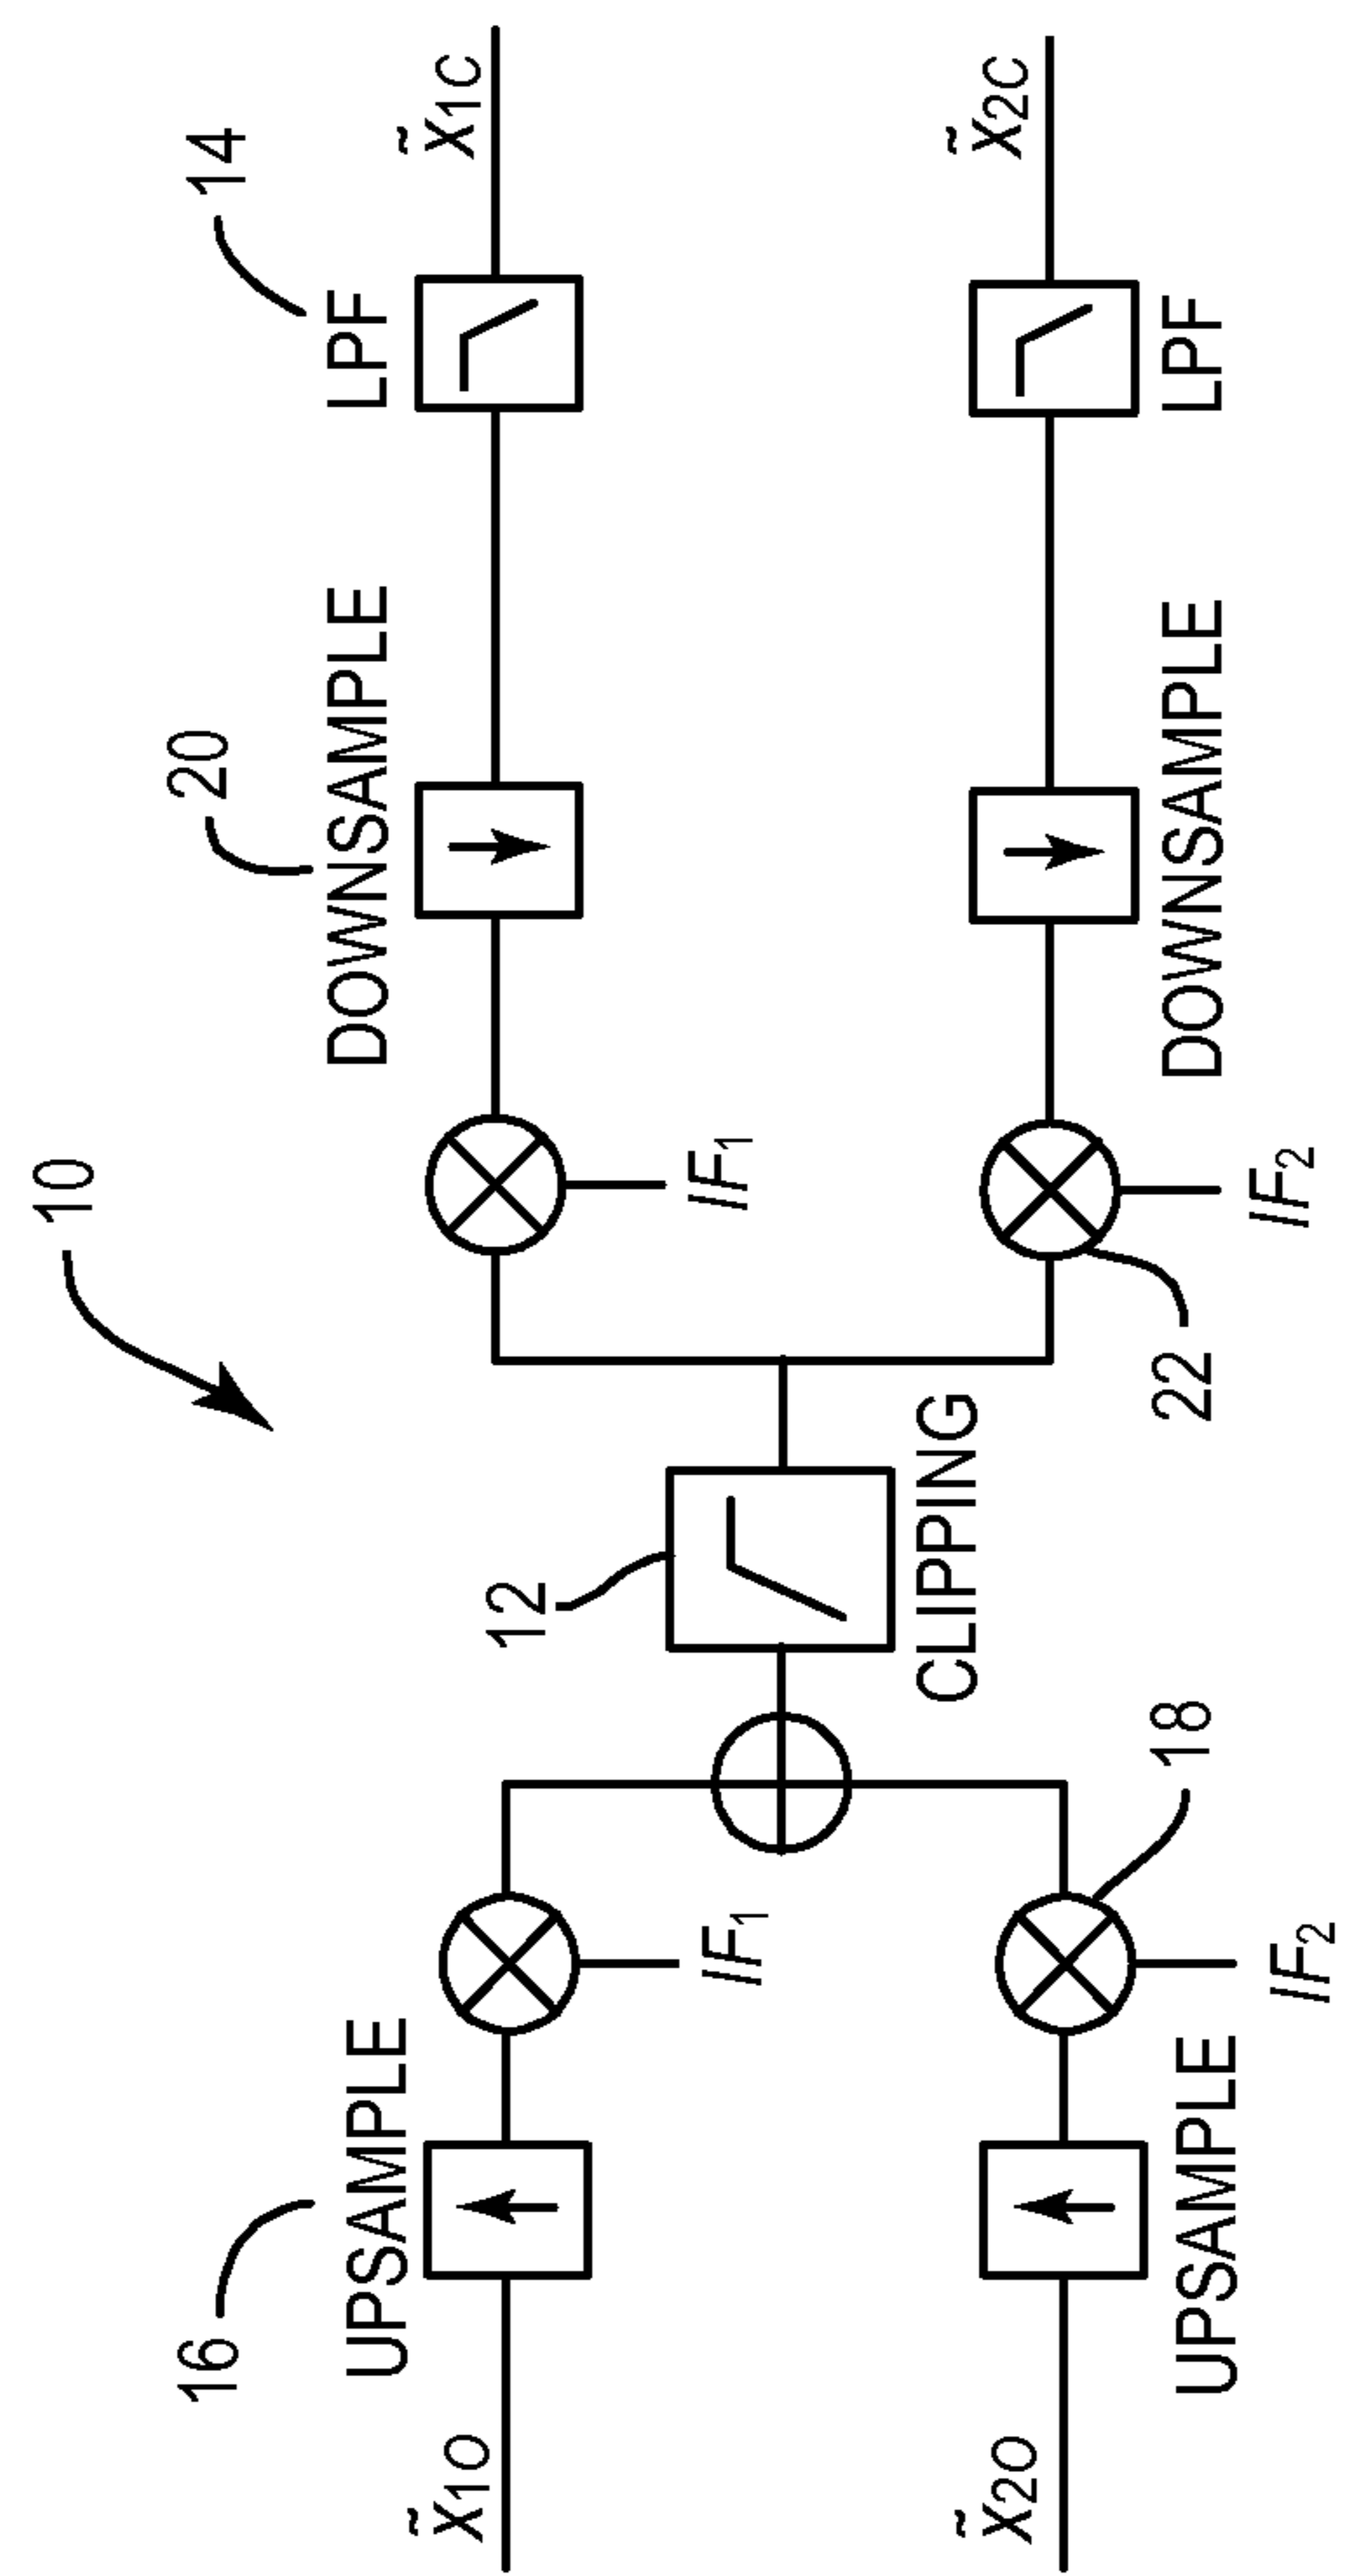 10
16
20
14
UPSAMPLE
DOWNSAMPLE
LPF
x̃1O
x̃1C
IF1
IF1
12
CLIPPING
x̃2O
x̃2C
18
22
UPSAMPLE
DOWNSAMPLE
LPF
IF2
IF2